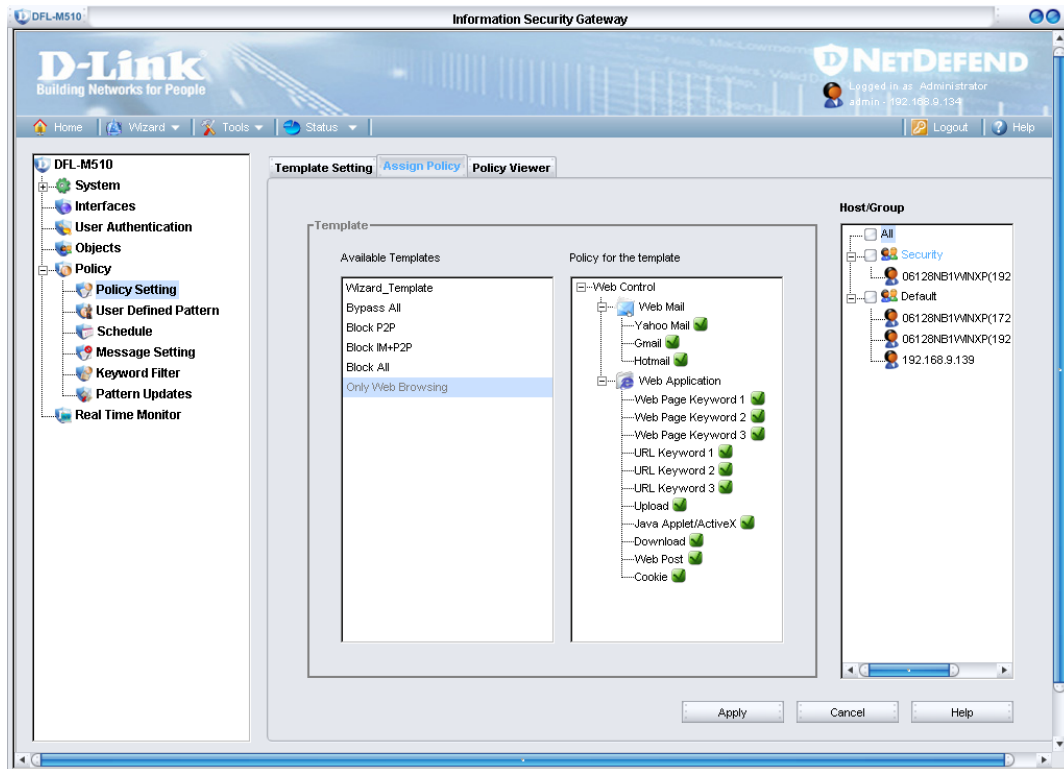 DFL-M510
Information Security Gateway
D-Link
Building Networks for People
NETDEFEND
Logged in as Administrator
admin - 192.168.9.134
Home
Wizard
Tools
Status
Logout
Help
DFL-M510
System
Interfaces
User Authentication
Objects
Policy
Policy Setting
User Defined Pattern
Schedule
Message Setting
Keyword Filter
Pattern Updates
Real Time Monitor
Template Setting
Assign Policy
Policy Viewer
Template
Available Templates
Wizard_Template
Bypass All
Block P2P
Block IM+P2P
Block All
Only Web Browsing
Policy for the template
Web Control
Web Mail
Yahoo Mail
Gmail
Hotmail
Web Application
Web Page Keyword 1
Web Page Keyword 2
Web Page Keyword 3
URL Keyword 1
URL Keyword 2
URL Keyword 3
Upload
Java Applet/ActiveX
Download
Web Post
Cookie
Host/Group
All
Security
06128NB1WINXP(192
Default
06128NB1WINXP(172
06128NB1WINXP(192
192.168.9.139
Apply
Cancel
Help